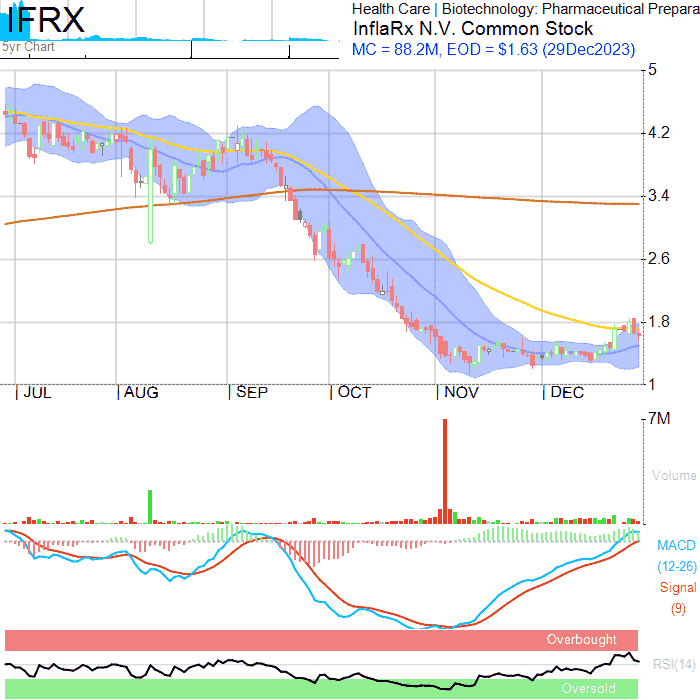 IFRX
5yr Chart
Health Care | Biotechnology: Pharmaceutical Prepara
InflaRx N.V. Common Stock
MC = 88.2M, EOD = $1.63 (29Dec2023)
5
4.2
3.4
2.6
1.8
1
JUL AUG SEP OCT NOV DEC
7M
Volume
MACD
(12-26)
Signal
(9)
Overbought
RSI(14)
Oversold